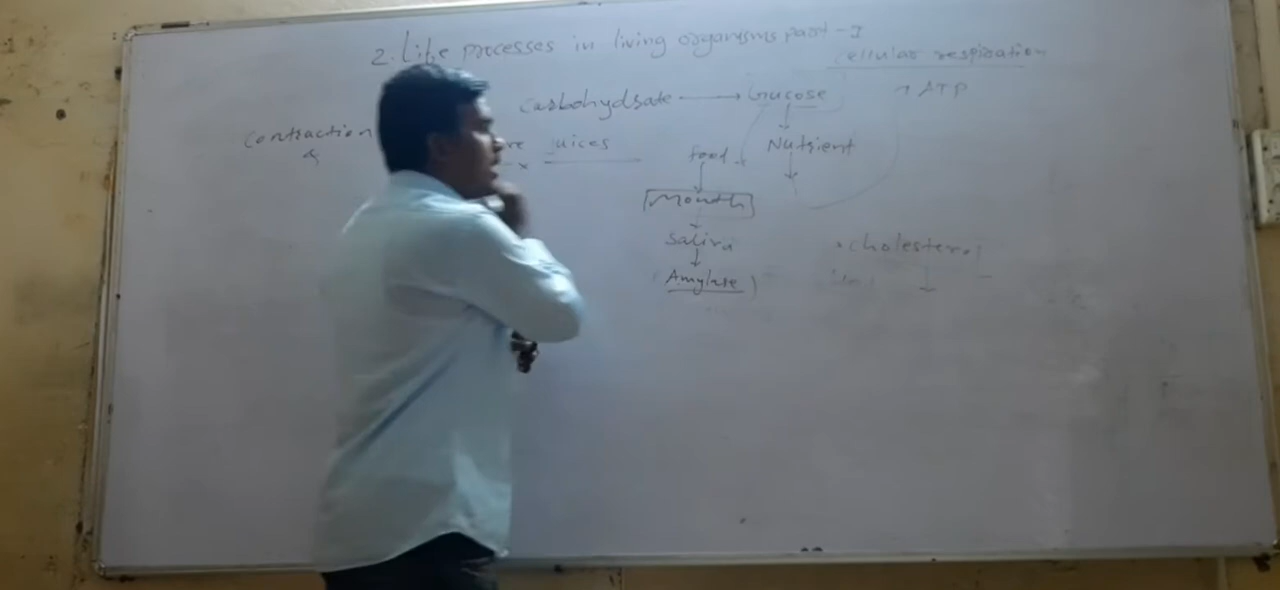 2. Life processes in living organisms part - I
cellular respiration
Carbohydrate → Glucose
↑ ATP
Contraction
re juices
&
Nutrient
food
Mouth
Saliva
cholesterol
(Amylase)